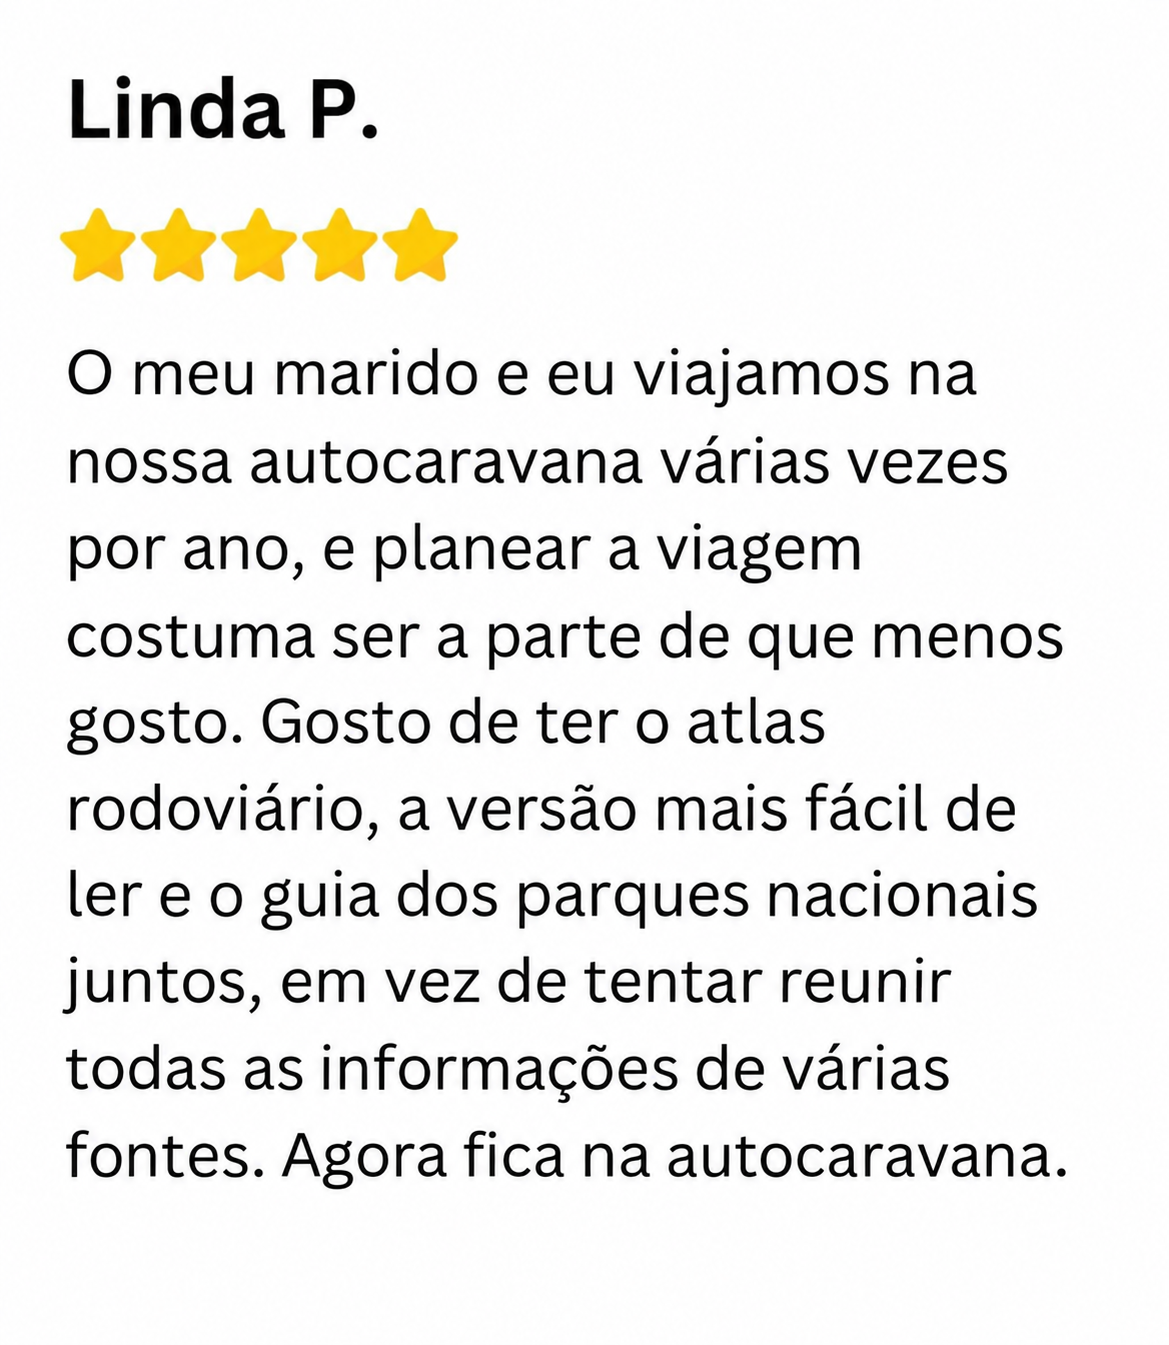 Linda P.
O meu marido e eu viajamos na
nossa autocaravana várias vezes
por ano, e planear a viagem
costuma ser a parte de que menos
gosto. Gosto de ter o atlas
rodoviário, a versão mais fácil de
ler e o guia dos parques nacionais
juntos, em vez de tentar reunir
todas as informações de várias
fontes. Agora fica na autocaravana.